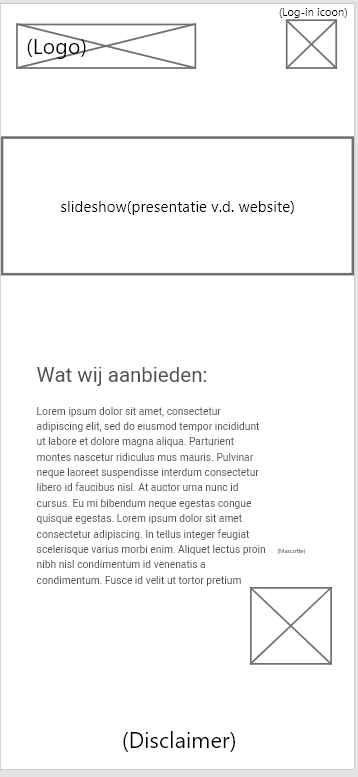 (Log-in icoon)
(Logo)
slideshow(presentatie v.d. website)
Wat wij aanbieden:
Lorem ipsum dolor sit amet, consectetur
adipiscing elit, sed do eiusmod tempor incididunt
ut labore et dolore magna aliqua. Parturient
montes nascetur ridiculus mus mauris. Pulvinar
neque laoreet suspendisse interdum consectetur
libero id faucibus nisl. At auctor urna nunc id
cursus. Eu mi bibendum neque egestas congue
quisque egestas. Lorem ipsum dolor sit amet
consectetur adipiscing. In tellus integer feugiat
scelerisque varius morbi enim. Aliquet lectus proin
nibh nisl condimentum id venenatis a
condimentum. Fusce id velit ut tortor pretium
(Mascotte)
(Disclaimer)